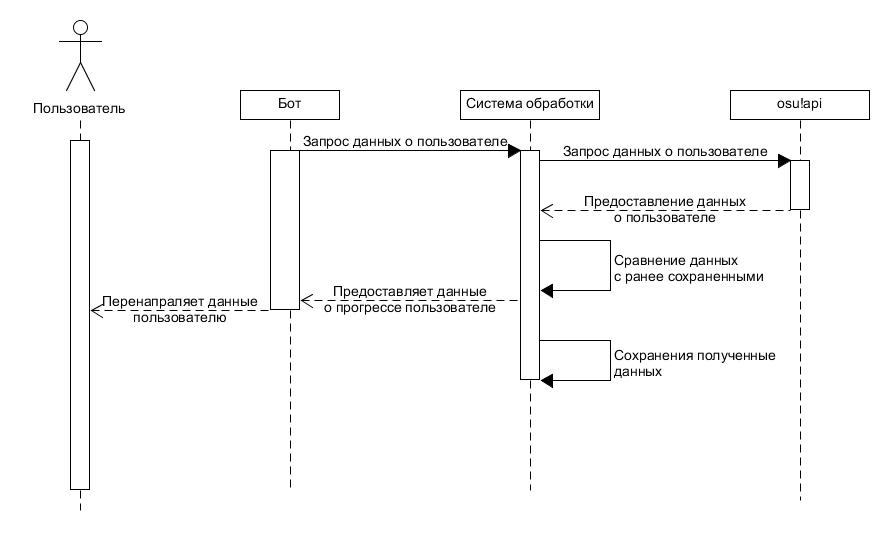 Пользователь
Бот
Система обработки
osu!api
Запрос данных о пользователе
Запрос данных о пользователе
Предоставление данных
о пользователе
Сравнение данных
с ранее сохраненными
Предоставляет данные
о прогрессе пользователе
Перенапраляет данные
пользователю
Сохранения полученных
данных